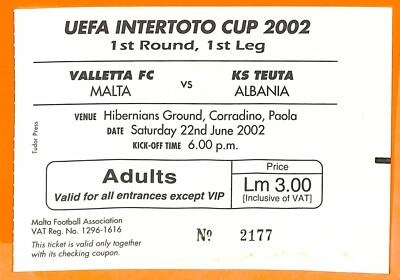 UEFA INTERTOTO CUP 2002
1st Round, 1st Leg
VALLETTA FC vs KS TEUTA
MALTA ALBANIA
VENUE Hibernians Ground, Corradino, Paola
DATE Saturday 22nd June 2002
KICK-OFF TIME 6.00 p.m.
Tudor Press
Adults
Valid for all entrances except VIP
Price
Lm 3.00
[Inclusive of VAT]
Malta Football Association
VAT Reg. No. 1296-1616
This ticket is valid only together
with its checking coupon.
№ 2177